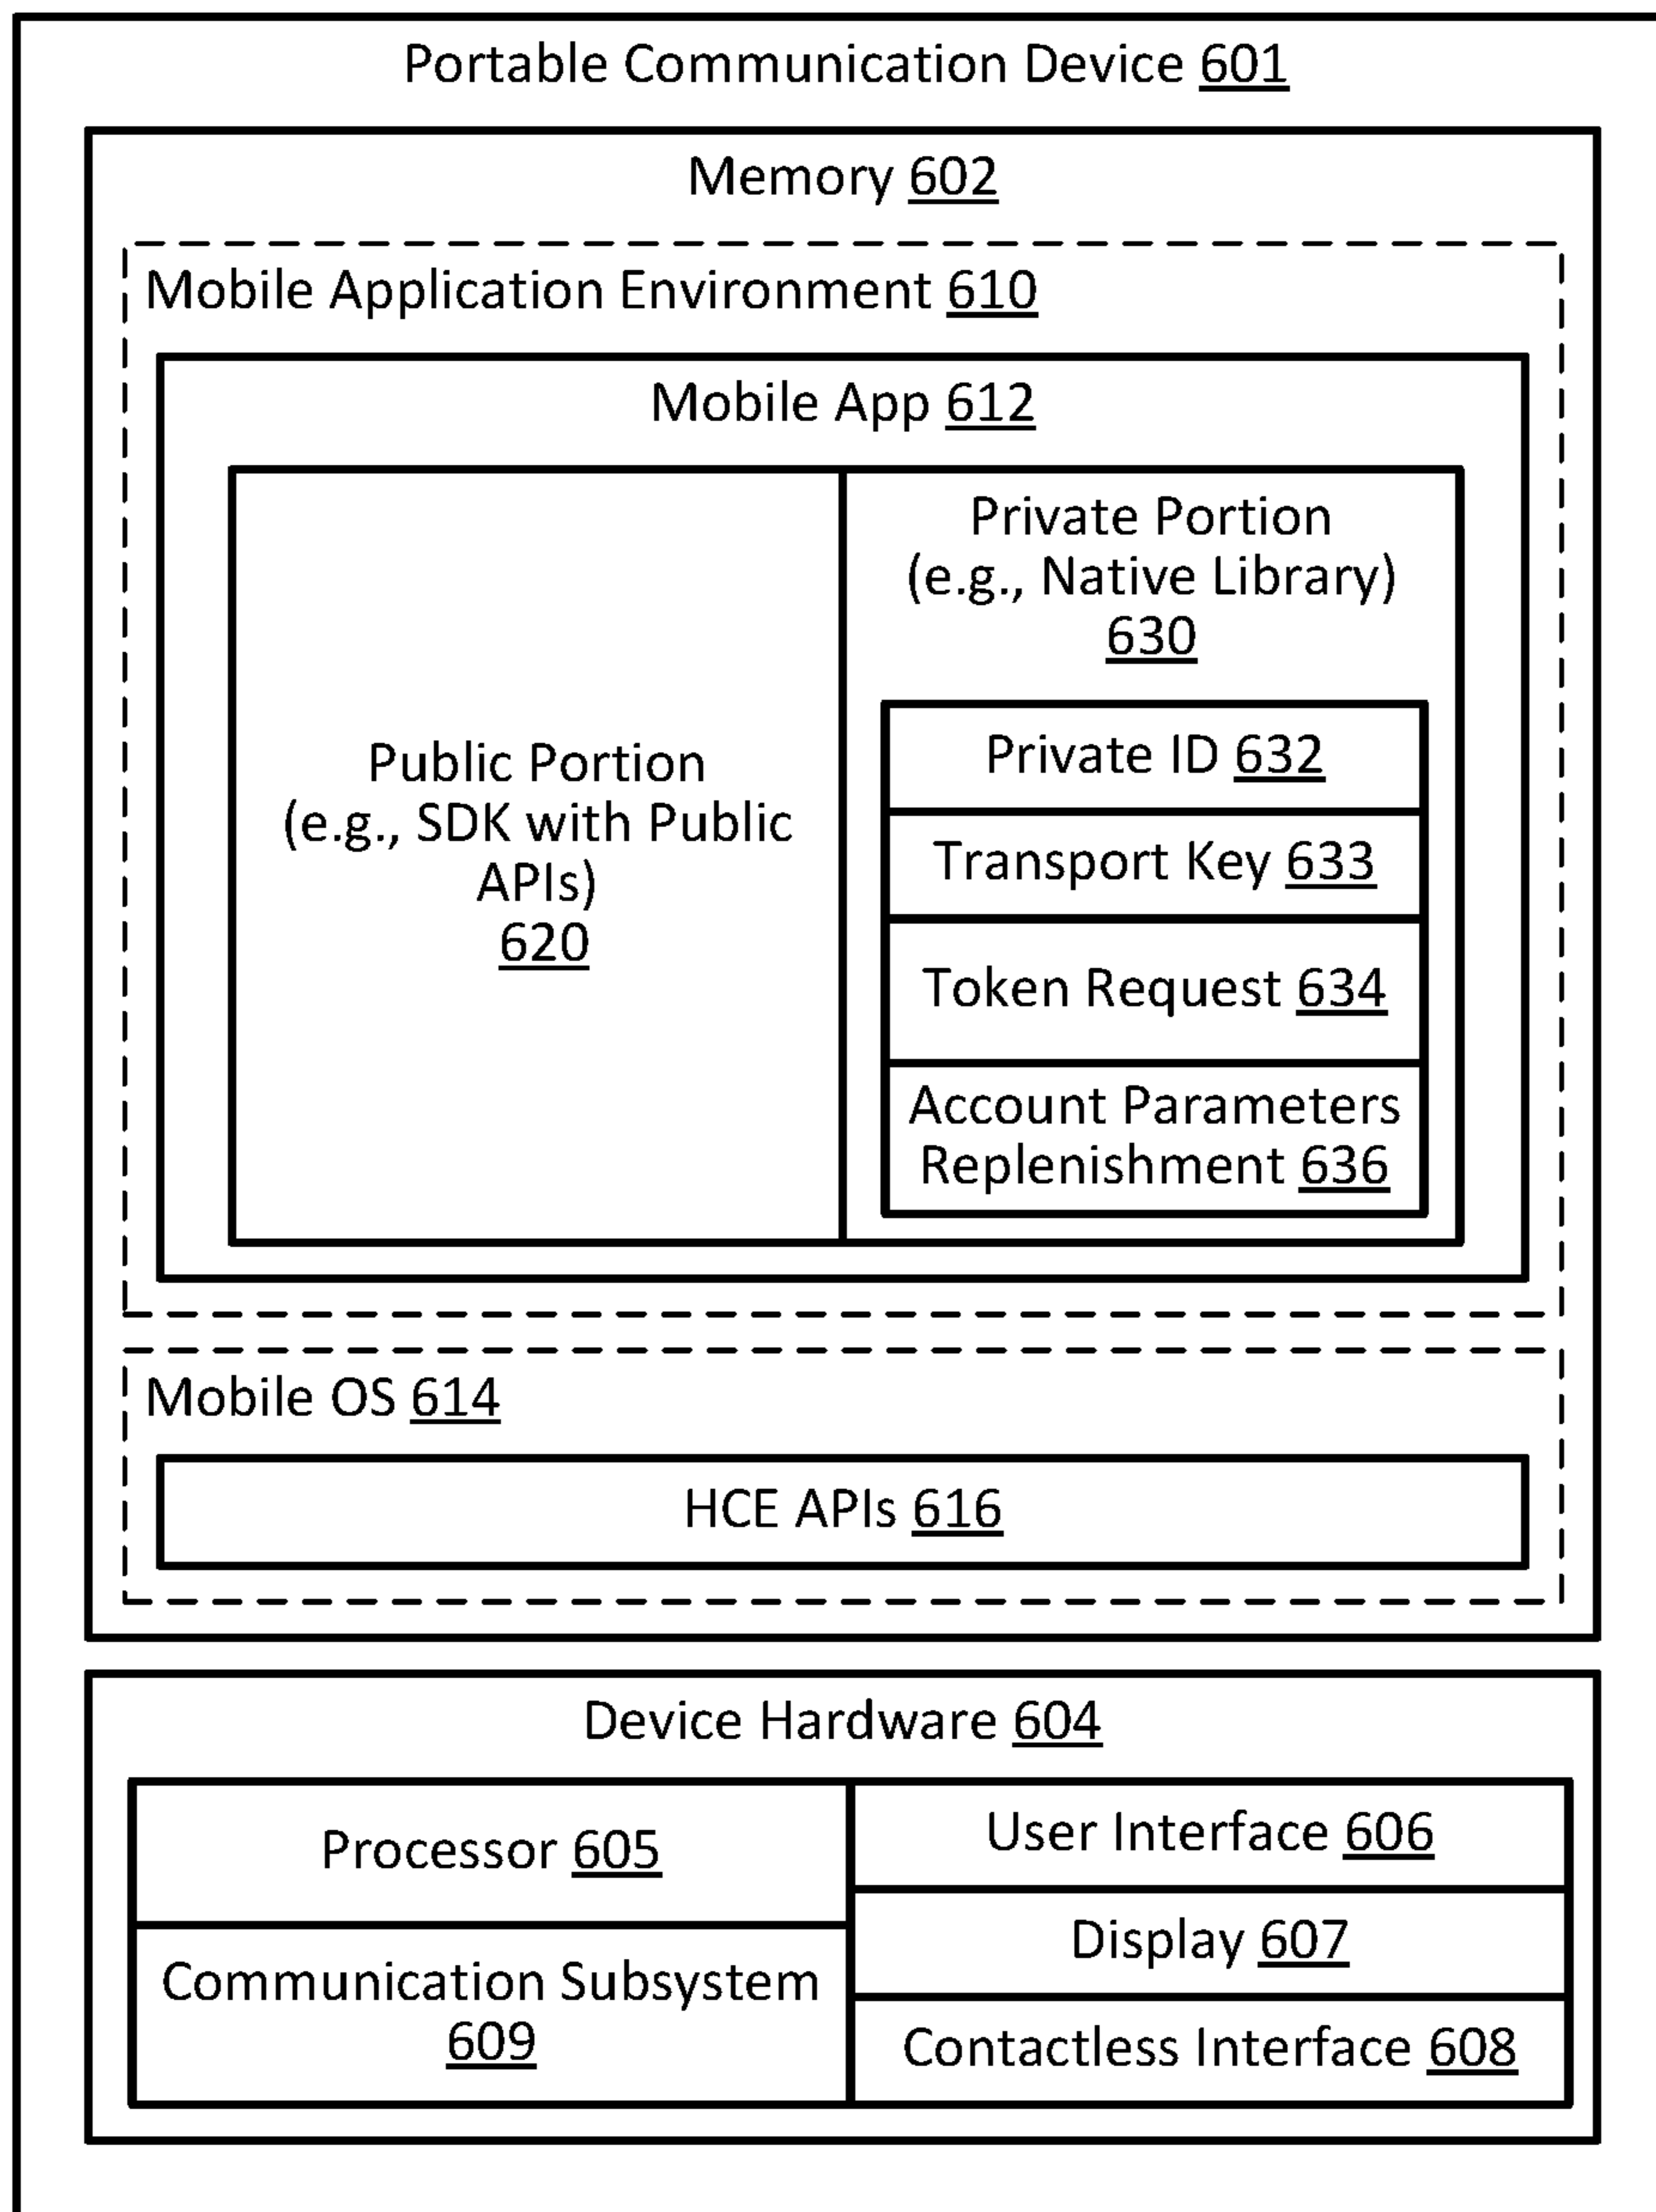 Portable Communication Device 601
Memory 602
Mobile Application Environment 610
Mobile App 612
Public Portion
(e.g., SDK with Public
APIs)
620
Private Portion
(e.g., Native Library)
630
Private ID 632
Transport Key 633
Token Request 634
Account Parameters
Replenishment 636
Mobile OS 614
HCE APIs 616
Device Hardware 604
Processor 605
Communication Subsystem
609
User Interface 606
Display 607
Contactless Interface 608